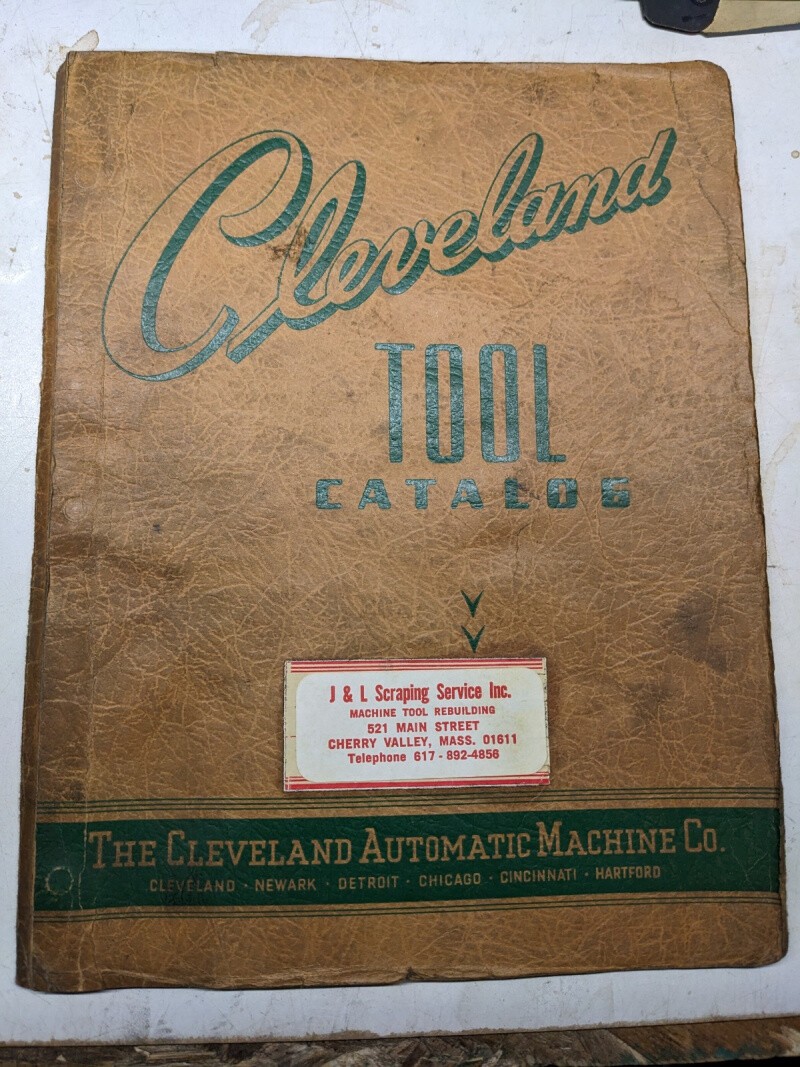 Cleveland
TOOL
CATALOG
J & L Scraping Service Inc.
MACHINE TOOL REBUILDING
521 MAIN STREET
CHERRY VALLEY, MASS. 01611
Telephone 617-892-4856
THE CLEVELAND AUTOMATIC MACHINE CO.
CLEVELAND · NEWARK · DETROIT · CHICAGO · CINCINNATI · HARTFORD